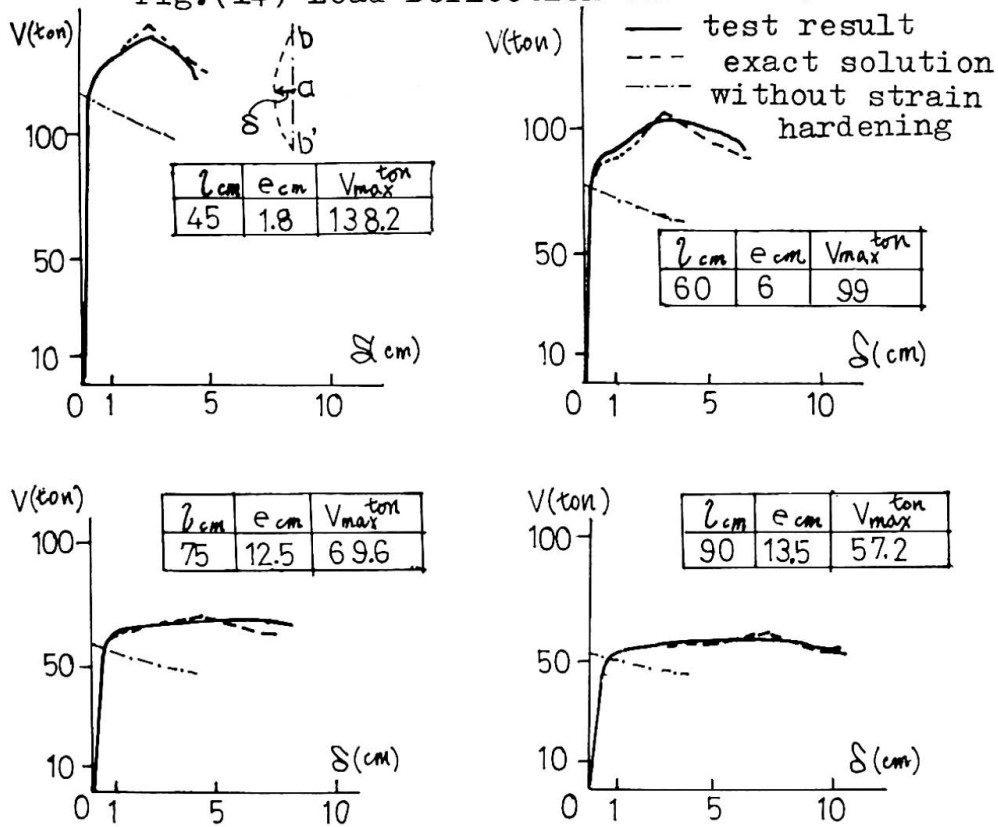 Fig.(14) Load Deflection
V(ton)
100
50
10
0 1 5 10
δ(cm)
b
a
δ
b'
l cm e cm Vmax ton
45 1.8 138.2
V(ton)
test result
exact solution
without strain
hardening
100
50
10
0 1 5 10
δ(cm)
l cm e cm Vmax ton
60 6 99
V(ton)
100
50
10
0 1 5 10
δ(cm)
l cm e cm Vmax ton
75 12.5 69.6
V(ton)
100
50
10
0 1 5 10
δ(cm)
l cm e cm Vmax ton
90 13.5 57.2